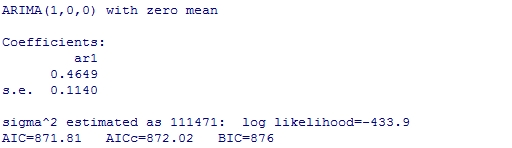 ARIMA(1,0,0) with zero mean
Coefficients:
ar1
0.4649
s.e. 0.1140
sigma^2 estimated as 111471: log likelihood=-433.9
AIC=871.81 AICc=872.02 BIC=876